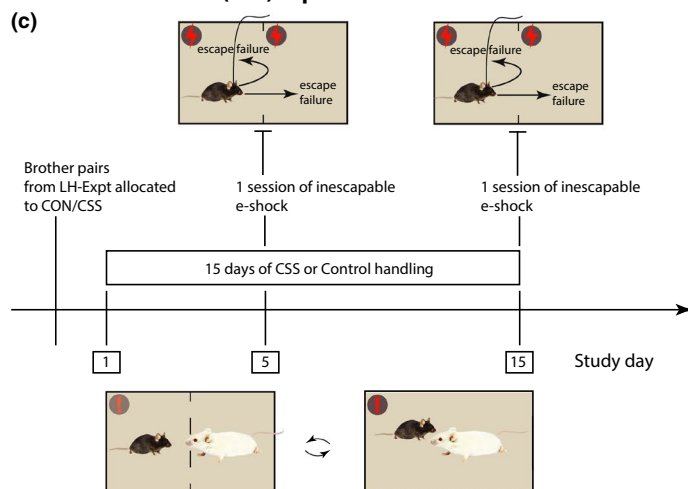 (c)
escape failure
escape
failure
escape failure
escape
failure
Brother pairs
from LH-Expt allocated
to CON/CSS
1 session of inescapable
e-shock
1 session of inescapable
e-shock
15 days of CSS or Control handling
1
5
15
Study day